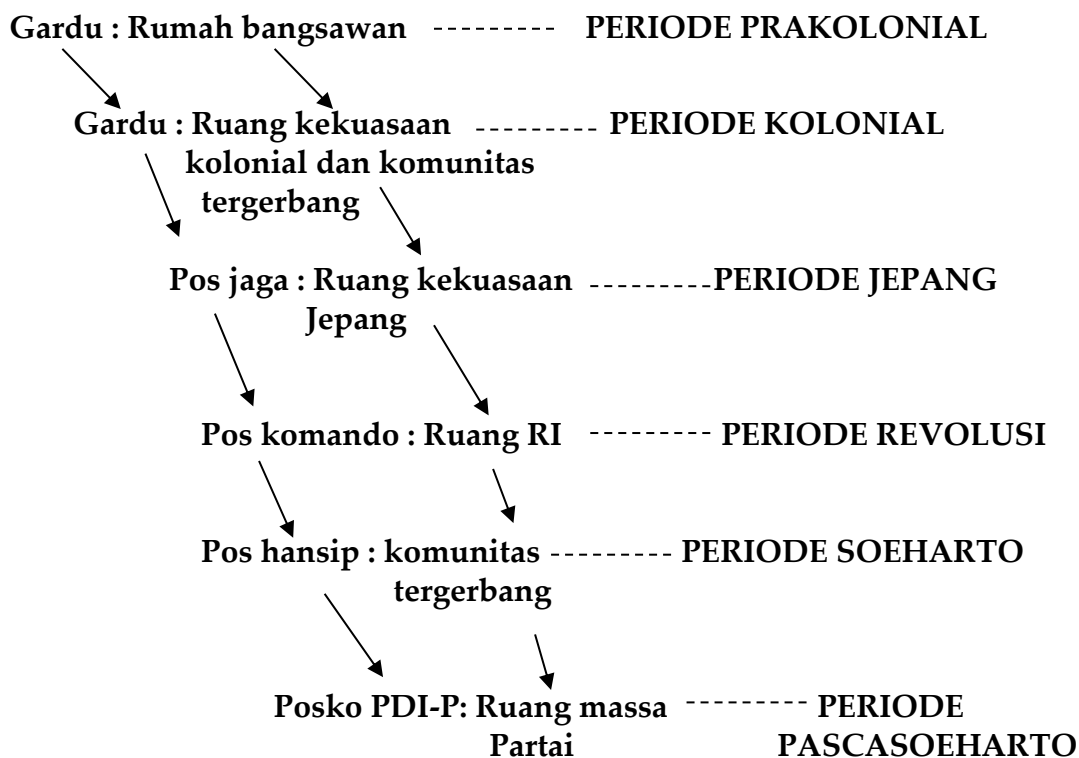 Gardu : Rumah bangsawan --------- PERIODE PRAKOLONIAL
Gardu : Ruang kekuasaan --------- PERIODE KOLONIAL
kolonial dan komunitas
tergerbang
Pos jaga : Ruang kekuasaan ---------PERIODE JEPANG
Jepang
Pos komando : Ruang RI --------- PERIODE REVOLUSI
Pos hansip : komunitas --------- PERIODE SOEHARTO
tergerbang
Posko PDI-P: Ruang massa --------- PERIODE
Partai PASCASOEHARTO